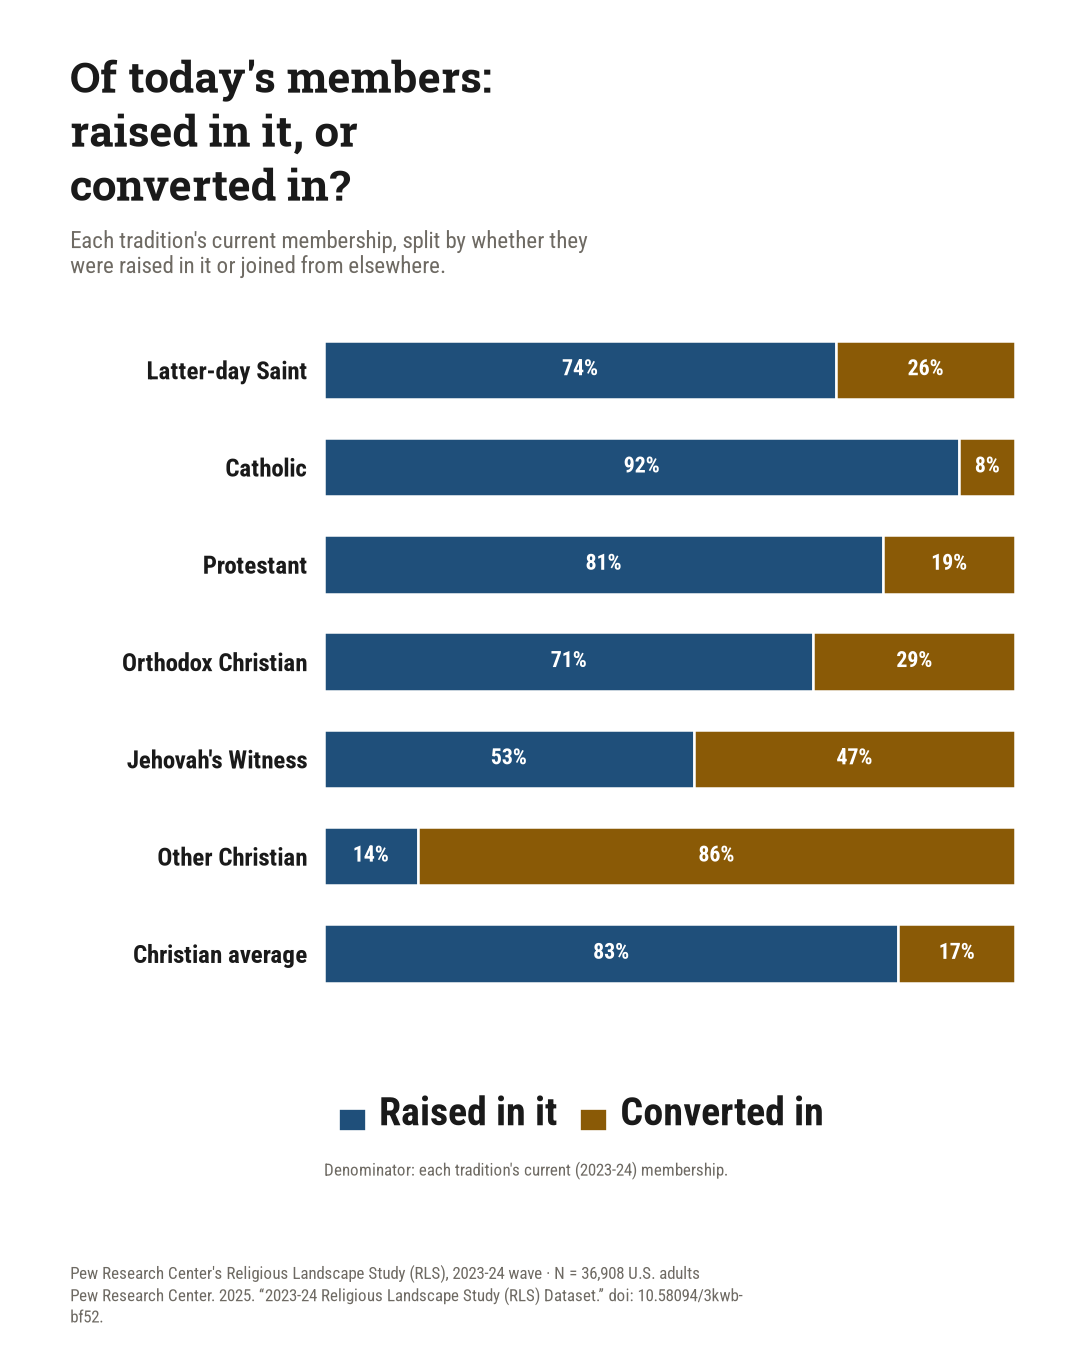 Of today's members:
raised in it, or
converted in?
Each tradition's current membership, split by whether they
were raised in it or joined from elsewhere.
Latter-day Saint 74% 26%
Catholic 92% 8%
Protestant 81% 19%
Orthodox Christian 71% 29%
Jehovah's Witness 53% 47%
Other Christian 14% 86%
Christian average 83% 17%
Raised in it Converted in
Denominator: each tradition's current (2023-24) membership.
Pew Research Center's Religious Landscape Study (RLS), 2023-24 wave · N = 36,908 U.S. adults
Pew Research Center. 2025. “2023-24 Religious Landscape Study (RLS) Dataset.” doi: 10.58094/3kwb-
bf52.